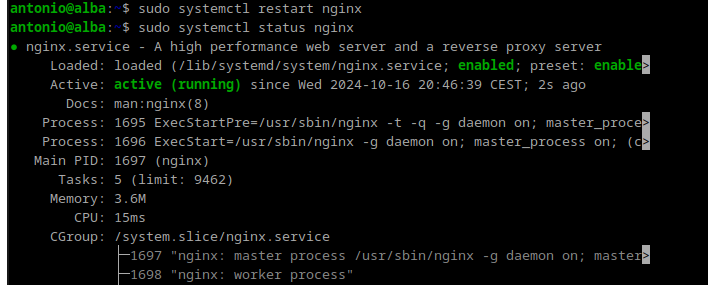 antonio@alba:~$ sudo systemctl restart nginx
antonio@alba:~$ sudo systemctl status nginx
● nginx.service - A high performance web server and a reverse proxy server
Loaded: loaded (/lib/systemd/system/nginx.service; enabled; preset: enable>
Active: active (running) since Wed 2024-10-16 20:46:39 CEST; 2s ago
Docs: man:nginx(8)
Process: 1695 ExecStartPre=/usr/sbin/nginx -t -q -g daemon on; master_proce>
Process: 1696 ExecStart=/usr/sbin/nginx -g daemon on; master_process on; (c>
Main PID: 1697 (nginx)
Tasks: 5 (limit: 9462)
Memory: 3.6M
CPU: 15ms
CGroup: /system.slice/nginx.service
├─1697 "nginx: master process /usr/sbin/nginx -g daemon on; master>
├─1698 "nginx: worker process"